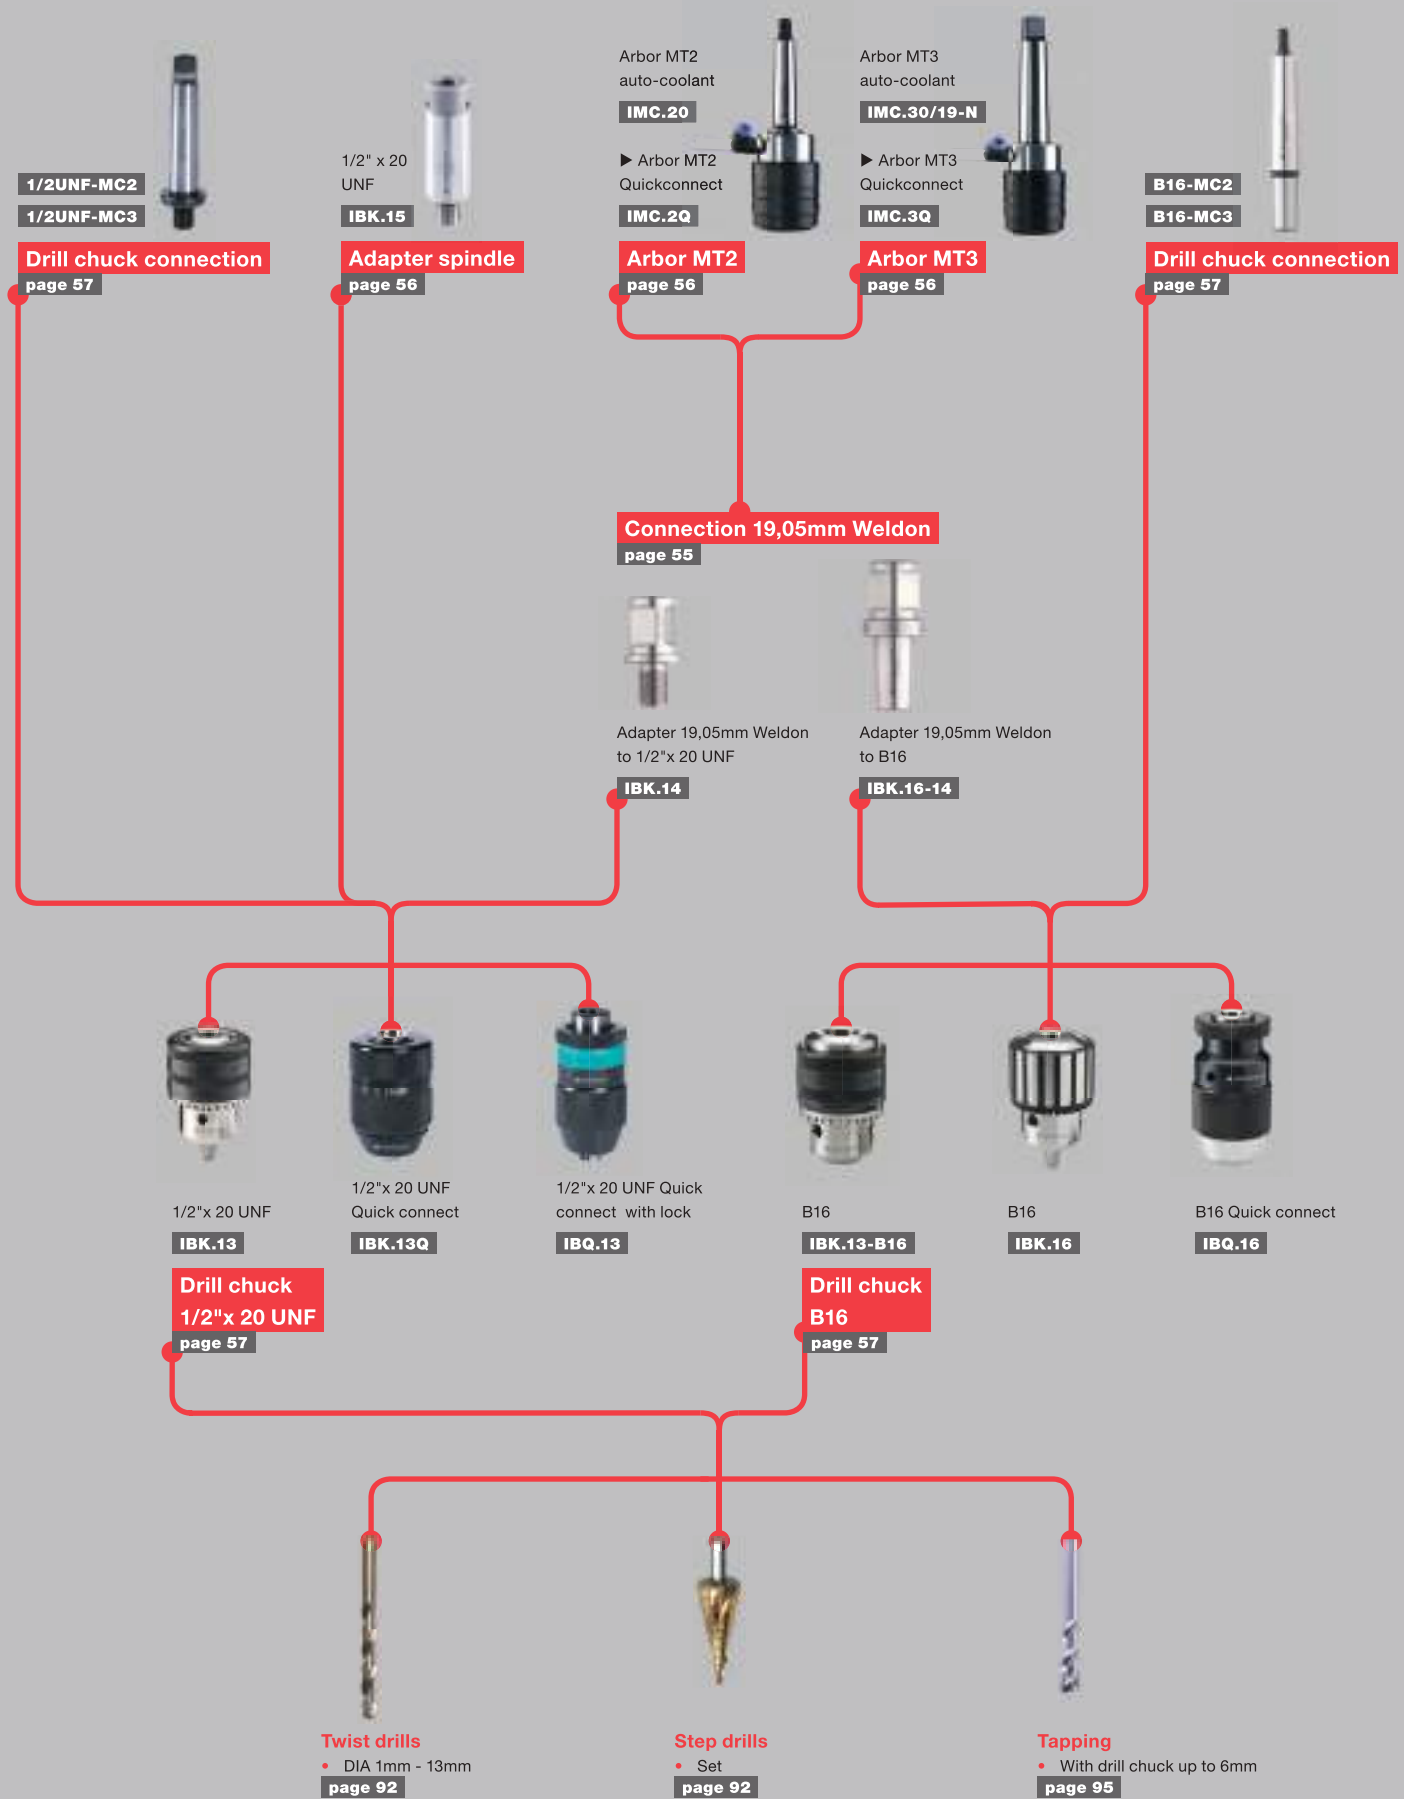 1/2UNF-MC2
1/2UNF-MC3
Drill chuck connection
page 57
1/2" x 20
UNF
IBK.15
Adapter spindle
page 56
Arbor MT2
auto-coolant
IMC.20
▶ Arbor MT2
Quickconnect
IMC.2Q
Arbor MT2
page 56
Arbor MT3
auto-coolant
IMC.30/19-N
▶ Arbor MT3
Quickconnect
IMC.3Q
Arbor MT3
page 56
B16-MC2
B16-MC3
Drill chuck connection
page 57
Connection 19,05mm Weldon
page 55
Adapter 19,05mm Weldon
to 1/2"x 20 UNF
IBK.14
Adapter 19,05mm Weldon
to B16
IBK.16-14
1/2"x 20 UNF
IBK.13
1/2"x 20 UNF
Quick connect
IBK.13Q
1/2"x 20 UNF Quick
connect with lock
IBQ.13
B16
IBK.13-B16
B16
IBK.16
B16 Quick connect
IBQ.16
Drill chuck
1/2"x 20 UNF
page 57
Drill chuck
B16
page 57
Twist drills
• DIA 1mm - 13mm
page 92
Step drills
• Set
page 92
Tapping
• With drill chuck up to 6mm
page 95